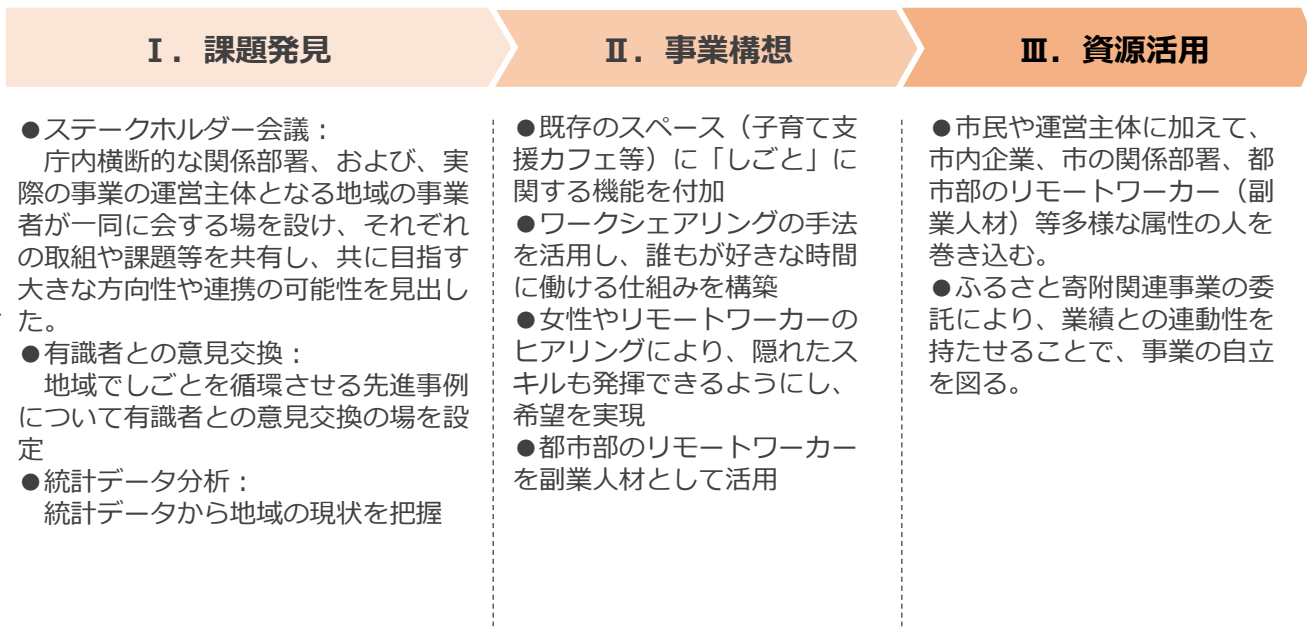 Ⅰ．課題発見
●ステークホルダー会議：
　庁内横断的な関係部署、および、実
際の事業の運営主体となる地域の事業
者が一同に会する場を設け、それぞれ
の取組や課題等を共有し、共に目指す
大きな方向性や連携の可能性を見出し
た。
●有識者との意見交換：
　地域でしごとを循環させる先進事例
について有識者との意見交換の場を設
定
●統計データ分析：
　統計データから地域の現状を把握
Ⅱ．事業構想
●既存のスペース（子育て支
援カフェ等）に「しごと」に
関する機能を付加
●ワークシェアリングの手法
を活用し、誰もが好きな時間
に働ける仕組みを構築
●女性やリモートワーカーの
ヒアリングにより、隠れたス
キルも発揮できるようにし、
希望を実現
●都市部のリモートワーカー
を副業人材として活用
Ⅲ．資源活用
●市民や運営主体に加えて、
市内企業、市の関係部署、都
市部のリモートワーカー（副
業人材）等多様な属性の人を
巻き込む。
●ふるさと寄附関連事業の委
託により、業績との連動性を
持たせることで、事業の自立
を図る。